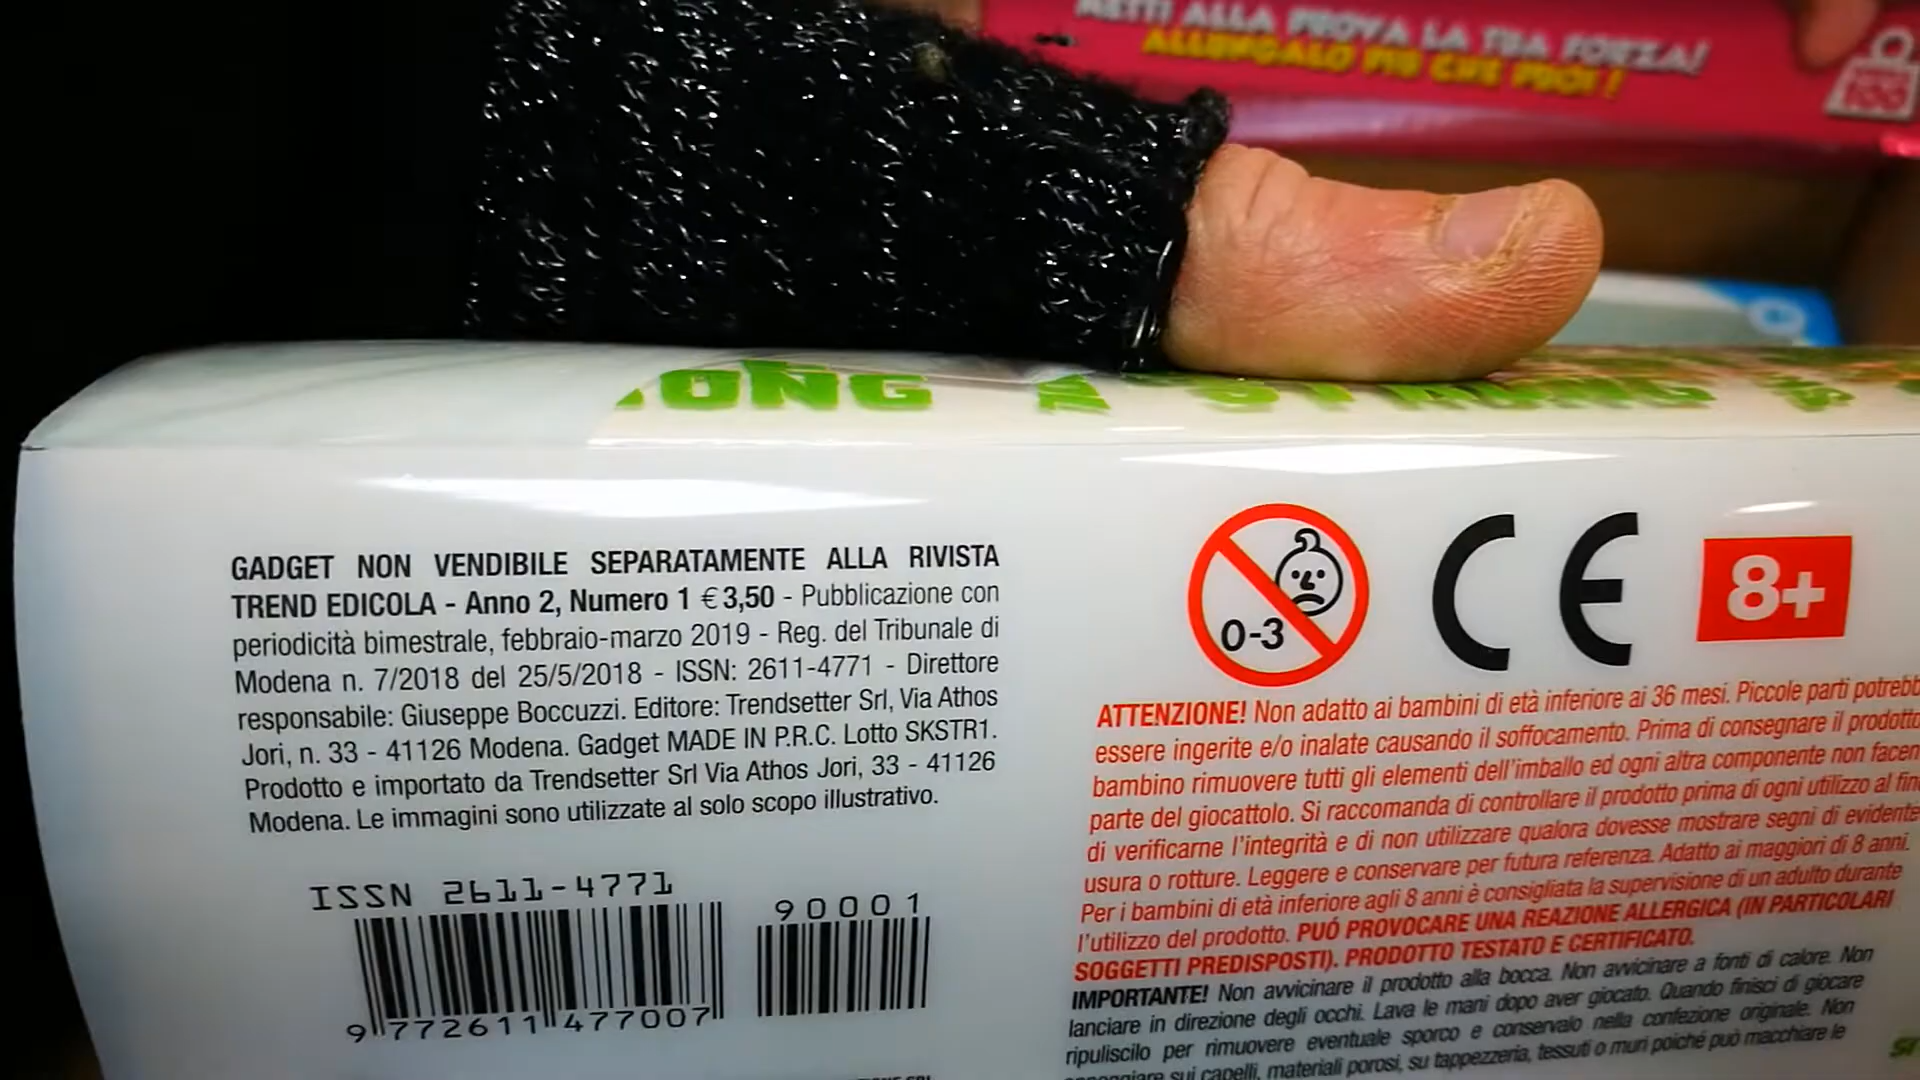 METTI ALLA PROVA LA TUA FORZA!
ALLUNGALO PIÙ CHE PUOI!
100
ONG A STRONG
GADGET NON VENDIBILE SEPARATAMENTE ALLA RIVISTA
TREND EDICOLA - Anno 2, Numero 1 € 3,50 - Pubblicazione con
periodicità bimestrale, febbraio-marzo 2019 - Reg. del Tribunale di
Modena n. 7/2018 del 25/5/2018 - ISSN: 2611-4771 - Direttore
responsabile: Giuseppe Boccuzzi. Editore: Trendsetter Srl, Via Athos
Jori, n. 33 - 41126 Modena. Gadget MADE IN P.R.C. Lotto SKSTR1.
Prodotto e importato da Trendsetter Srl Via Athos Jori, 33 - 41126
Modena. Le immagini sono utilizzate al solo scopo illustrativo.
ISSN 2611-4771
90001
9 772611 477007
0-3
CE
8+
ATTENZIONE! Non adatto ai bambini di età inferiore ai 36 mesi. Piccole parti potrebb
essere ingerite e/o inalate causando il soffocamento. Prima di consegnare il prodotto
bambino rimuovere tutti gli elementi dell'imballo ed ogni altra componente non facen
parte del giocattolo. Si raccomanda di controllare il prodotto prima di ogni utilizzo al fine
di verificarne l'integrità e di non utilizzare qualora dovesse mostrare segni di evidente
usura o rotture. Leggere e conservare per futura referenza. Adatto ai maggiori di 8 anni.
Per i bambini di età inferiore agli 8 anni è consigliata la supervisione di un adulto durante
l'utilizzo del prodotto. PUÓ PROVOCARE UNA REAZIONE ALLERGICA (IN PARTICOLARI
SOGGETTI PREDISPOSTI). PRODOTTO TESTATO E CERTIFICATO.
IMPORTANTE! Non avvicinare il prodotto alla bocca. Non avvicinare a fonti di calore. Non
lanciare in direzione degli occhi. Lava le mani dopo aver giocato. Quando finisci di giocare
ripuliscilo per rimuovere eventuale sporco e conservalo nella confezione originale. Non
sui capelli, materiali porosi, su tappezzeria, tessuti o muri poiché può macchiare le